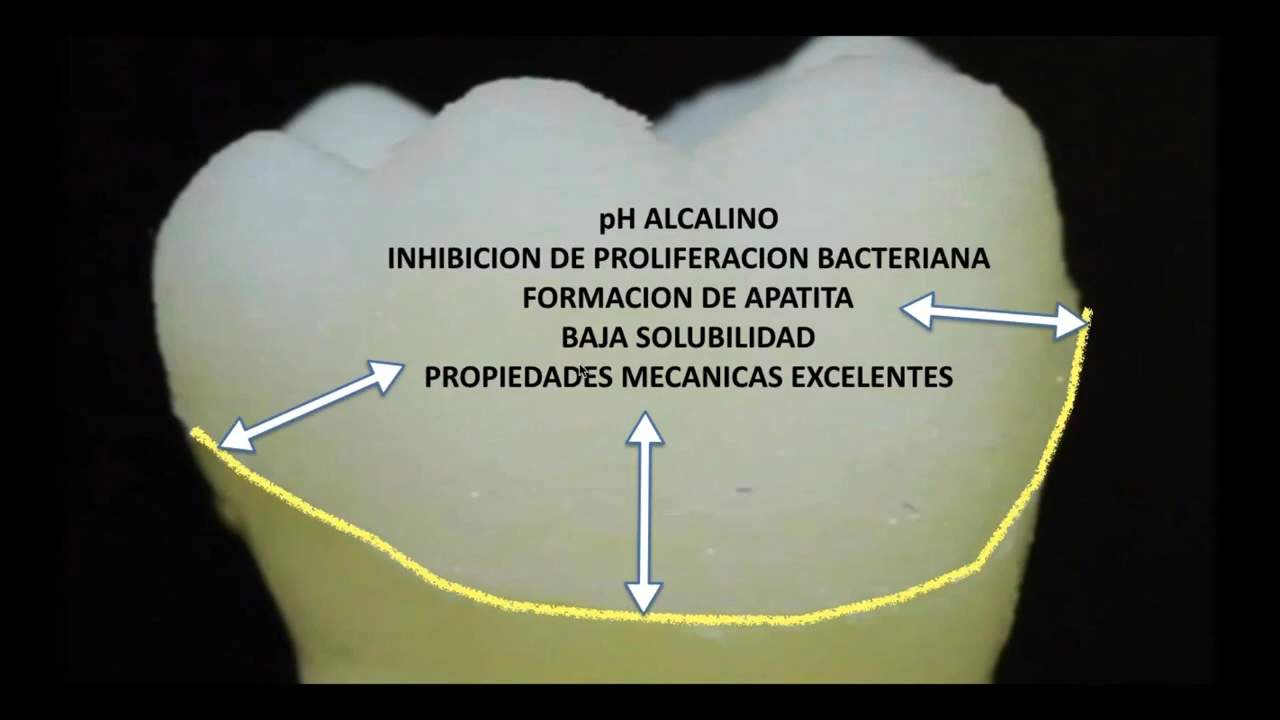 pH ALCALINO
INHIBICION DE PROLIFERACION BACTERIANA
FORMACION DE APATITA
BAJA SOLUBILIDAD
PROPIEDADES MECANICAS EXCELENTES